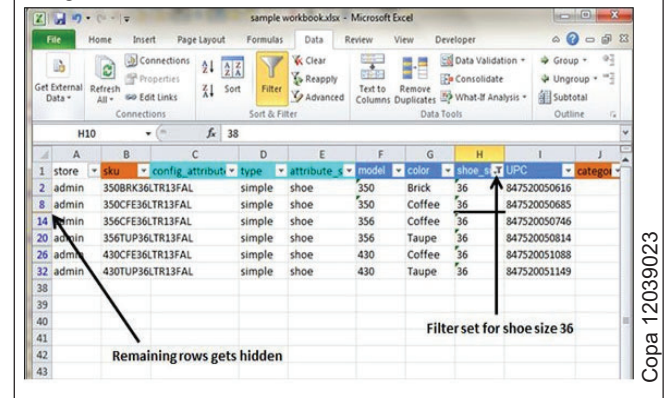 sample workbook.xlsx - Microsoft Excel
File Home Insert Page Layout Formulas Data Review View Developer
Get External Data
Refresh All
Connections
Properties
Edit Links
Connections
Sort
Filter
Clear
Reapply
Advanced
Sort & Filter
Text to Columns
Remove Duplicates
Data Validation
Consolidate
What-If Analysis
Data Tools
Group
Ungroup
Subtotal
Outline
H10 fx 38
A B C D E F G H I J
1 store sku config_attribut type attribute_s model color shoe_si UPC categor
2 admin 350BRK36LTR13FAL simple shoe 350 Brick 36 847520050616
8 admin 350CFE36LTR13FAL simple shoe 350 Coffee 36 847520050685
14 admin 356CFE36LTR13FAL simple shoe 356 Coffee 36 847520050746
20 admin 356TUP36LTR13FAL simple shoe 356 Taupe 36 847520050814
26 admin 430CFE36LTR13FAL simple shoe 430 Coffee 36 847520051088
32 admin 430TUP36LTR13FAL simple shoe 430 Taupe 36 847520051149
38
39
40
41
42
43
Filter set for shoe size 36
Remaining rows gets hidden
Copa 12039023